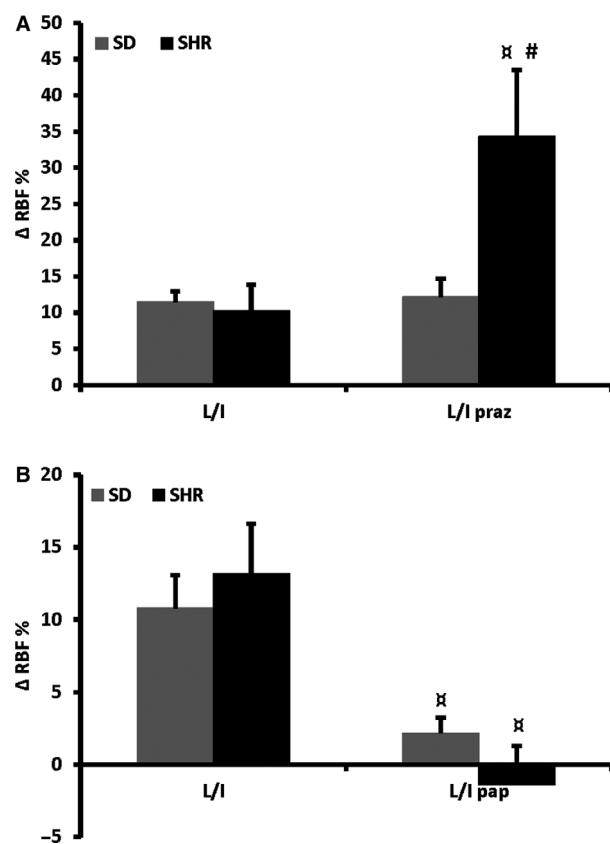 A
50
SD SHR
45
¤ #
40
35
30
25
20
15
10
5
0
Δ RBF %
L/I L/I praz
B
20
SD SHR
15
10
5
¤ ¤
0
–5
Δ RBF %
L/I L/I pap